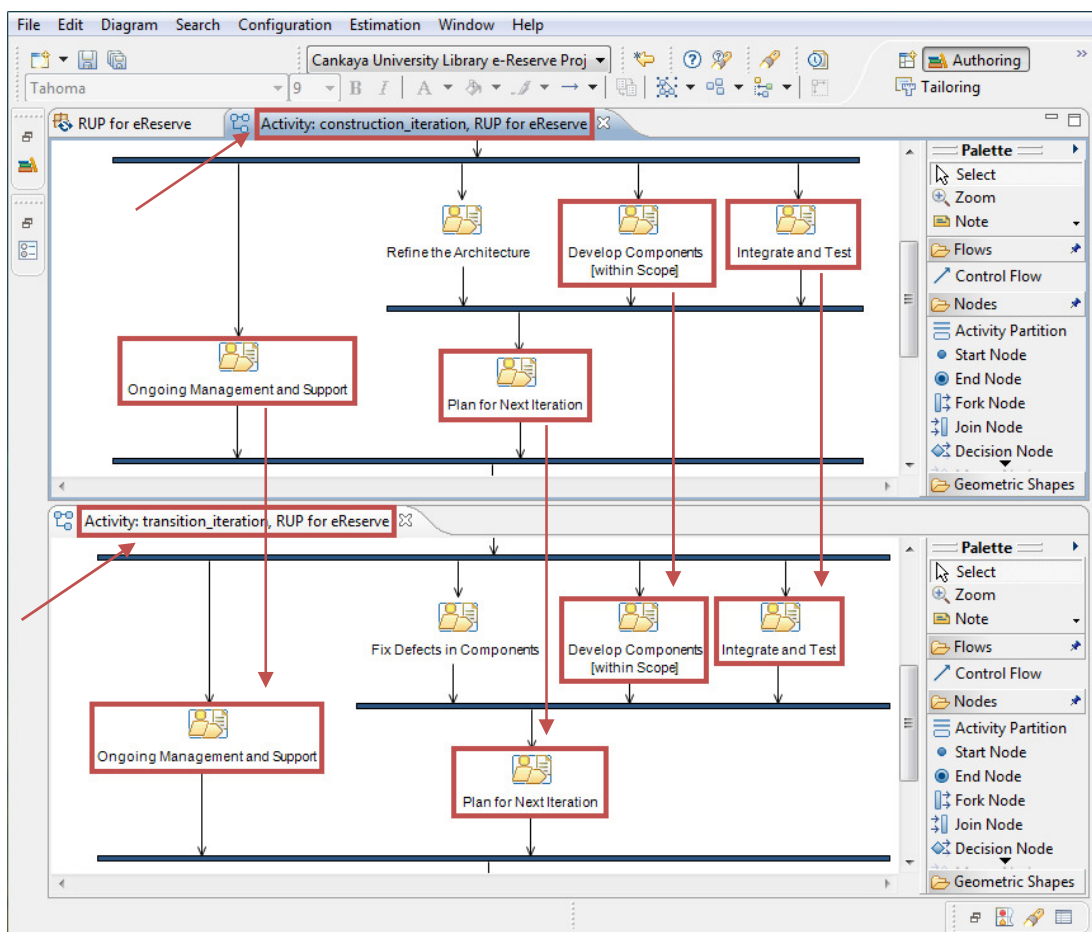 File Edit Diagram Search Configuration Estimation Window Help
Cankaya University Library e-Reserve Proj
Authoring
Tahoma 9 B I A
Tailoring
RUP for eReserve
Activity: construction_iteration, RUP for eReserve
Palette
Select
Zoom
Note
Flows
Control Flow
Nodes
Activity Partition
Start Node
End Node
Fork Node
Join Node
Decision Node
Geometric Shapes
Refine the Architecture
Develop Components
[within Scope]
Integrate and Test
Ongoing Management and Support
Plan for Next Iteration
Activity: transition_iteration, RUP for eReserve
Palette
Select
Zoom
Note
Flows
Control Flow
Nodes
Activity Partition
Start Node
End Node
Fork Node
Join Node
Decision Node
Geometric Shapes
Fix Defects in Components
Develop Components
[within Scope]
Integrate and Test
Ongoing Management and Support
Plan for Next Iteration